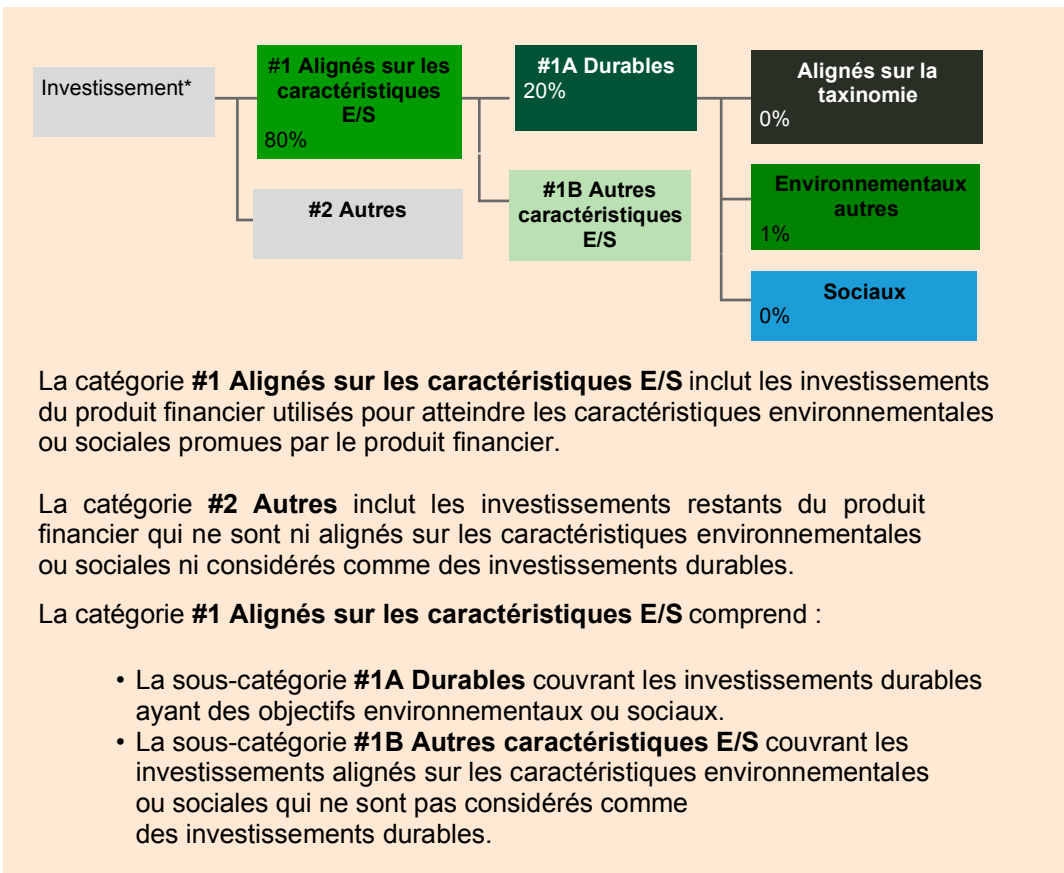 Investissement*
#1 Alignés sur les
caractéristiques
E/S
80%
#2 Autres
#1A Durables
20%
#1B Autres
caractéristiques
E/S
Alignés sur la
taxinomie
0%
Environnementaux
autres
1%
Sociaux
0%
La catégorie #1 Alignés sur les caractéristiques E/S inclut les investissements
du produit financier utilisés pour atteindre les caractéristiques environnementales
ou sociales promues par le produit financier.
La catégorie #2 Autres inclut les investissements restants du produit
financier qui ne sont ni alignés sur les caractéristiques environnementales
ou sociales ni considérés comme des investissements durables.
La catégorie #1 Alignés sur les caractéristiques E/S comprend :
• La sous-catégorie #1A Durables couvrant les investissements durables
ayant des objectifs environnementaux ou sociaux.
• La sous-catégorie #1B Autres caractéristiques E/S couvrant les
investissements alignés sur les caractéristiques environnementales
ou sociales qui ne sont pas considérés comme
des investissements durables.